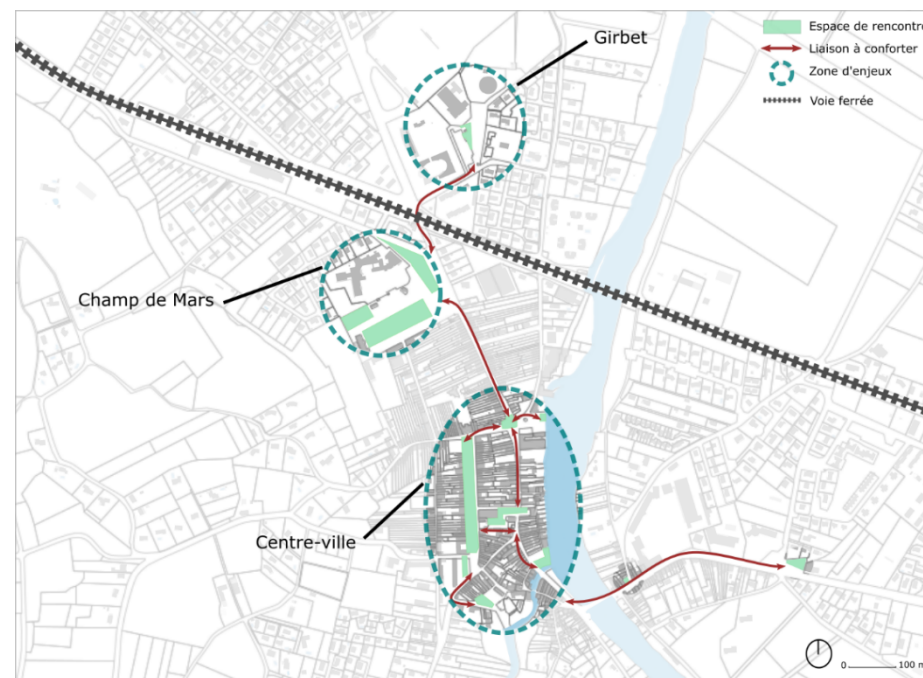 Girbet
Espace de rencontre
Liaison à conforter
Zone d'enjeux
Voie ferrée
Champ de Mars
Centre-ville
0 100 m